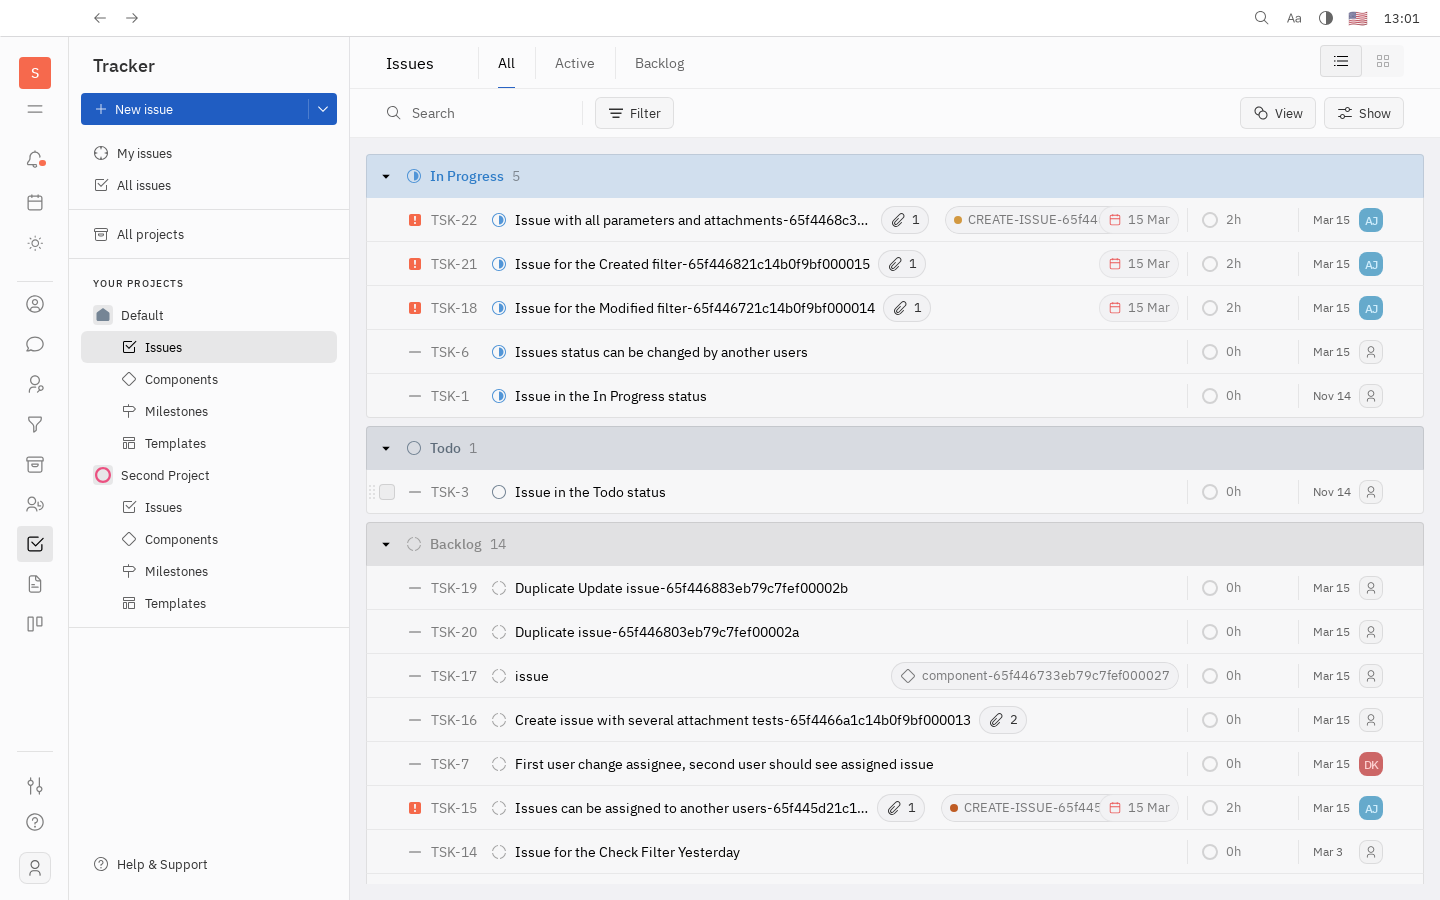 Aa 13:01
S
Tracker
New issue
My issues
All issues
All projects
YOUR PROJECTS
Default
Issues
Components
Milestones
Templates
Second Project
Issues
Components
Milestones
Templates
Help & Support
Issues All Active Backlog
Search Filter View Show
In Progress 5
TSK-22 Issue with all parameters and attachments-65f4468c3... 1 CREATE-ISSUE-65f44 15 Mar 2h Mar 15 AJ
TSK-21 Issue for the Created filter-65f446821c14b0f9bf000015 1 15 Mar 2h Mar 15 AJ
TSK-18 Issue for the Modified filter-65f446721c14b0f9bf000014 1 15 Mar 2h Mar 15 AJ
TSK-6 Issues status can be changed by another users 0h Mar 15
TSK-1 Issue in the In Progress status 0h Nov 14
Todo 1
TSK-3 Issue in the Todo status 0h Nov 14
Backlog 14
TSK-19 Duplicate Update issue-65f446883eb79c7fef00002b 0h Mar 15
TSK-20 Duplicate issue-65f446803eb79c7fef00002a 0h Mar 15
TSK-17 issue component-65f446733eb79c7fef000027 0h Mar 15
TSK-16 Create issue with several attachment tests-65f4466a1c14b0f9bf000013 2 0h Mar 15
TSK-7 First user change assignee, second user should see assigned issue 0h Mar 15 DK
TSK-15 Issues can be assigned to another users-65f445d21c1... 1 CREATE-ISSUE-65f445 15 Mar 2h Mar 15 AJ
TSK-14 Issue for the Check Filter Yesterday 0h Mar 3